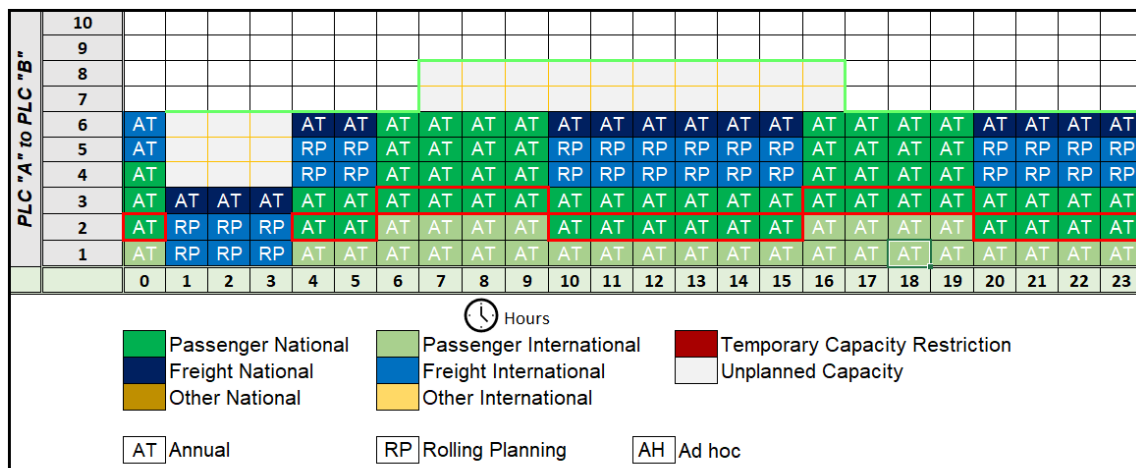 PLC "A" to PLC "B"
10
9
8
7
6 AT AT AT AT AT AT AT AT AT AT AT AT AT AT AT AT AT AT AT AT AT
5 AT RP RP AT AT AT AT RP RP RP RP RP RP AT AT AT AT RP RP RP RP
4 AT RP RP AT AT AT AT RP RP RP RP RP RP AT AT AT AT RP RP RP RP
3 AT AT AT AT AT AT AT AT AT AT AT AT AT AT AT AT AT AT AT AT AT AT AT AT
2 AT RP RP RP AT AT AT AT AT AT AT AT AT AT AT AT AT AT AT AT AT AT AT AT
1 AT RP RP RP AT AT AT AT AT AT AT AT AT AT AT AT AT AT AT AT AT AT AT AT
0 1 2 3 4 5 6 7 8 9 10 11 12 13 14 15 16 17 18 19 20 21 22 23
Hours
Passenger National Passenger International Temporary Capacity Restriction
Freight National Freight International Unplanned Capacity
Other National Other International
AT Annual RP Rolling Planning AH Ad hoc